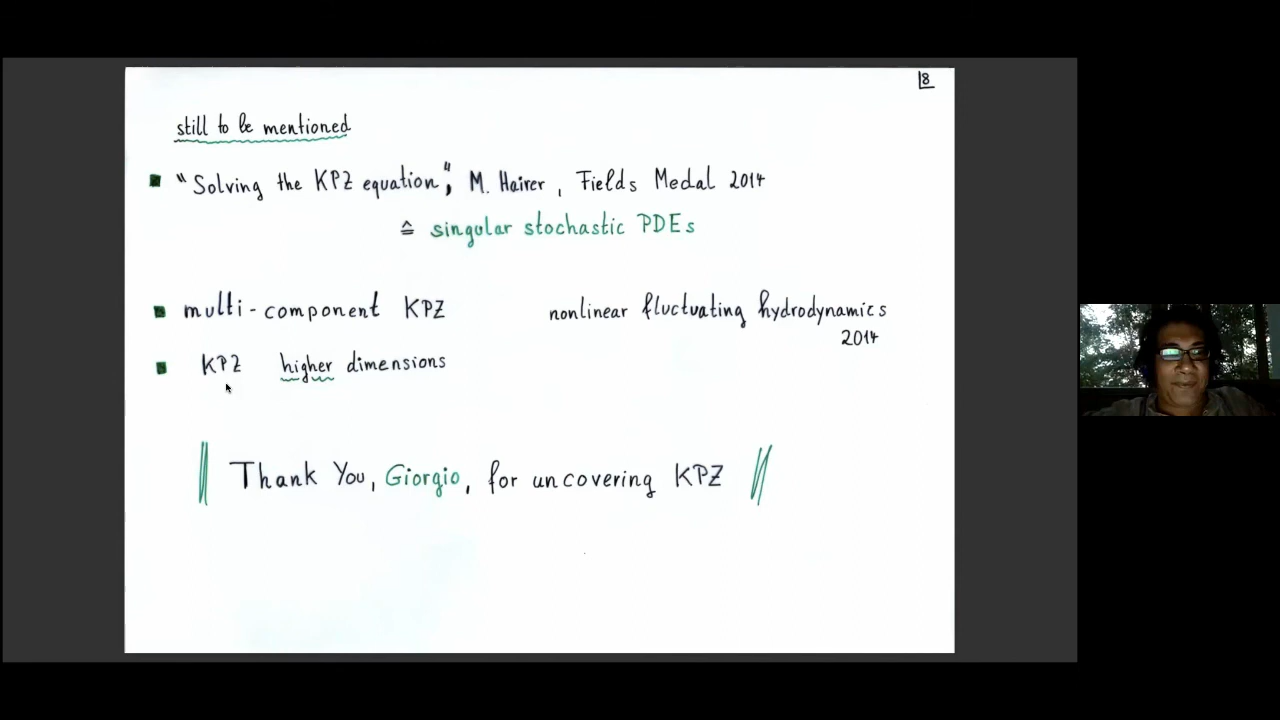 8
still to be mentioned
"Solving the KPZ equation", M. Hairer, Fields Medal 2014
≙ singular stochastic PDEs
multi-component KPZ nonlinear fluctuating hydrodynamics
2014
KPZ higher dimensions
Thank You, Giorgio, for uncovering KPZ